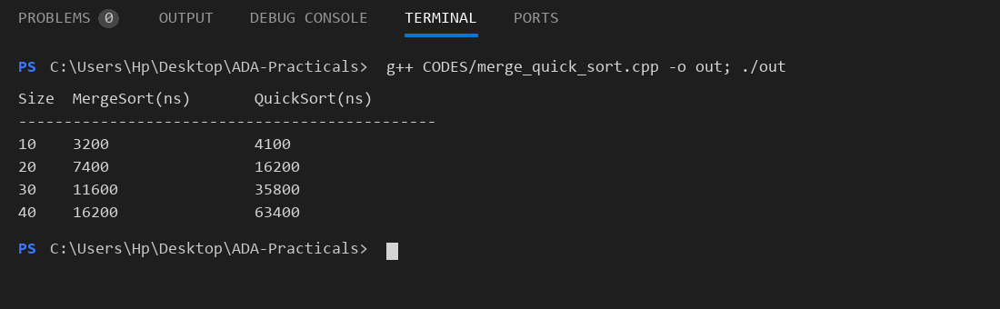 PROBLEMS 0 OUTPUT DEBUG CONSOLE TERMINAL PORTS
PS C:\Users\Hp\Desktop\ADA-Practicals> g++ CODES/merge_quick_sort.cpp -o out; ./out
Size MergeSort(ns) QuickSort(ns)
----------------------------------------------
10 3200 4100
20 7400 16200
30 11600 35800
40 16200 63400
PS C:\Users\Hp\Desktop\ADA-Practicals>